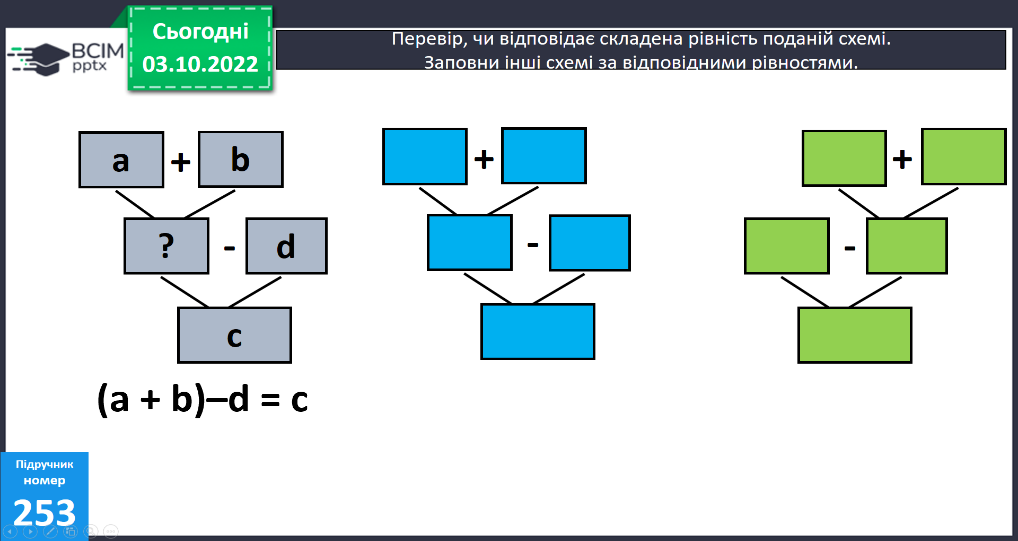 Сьогодні
03.10.2022
ВСІМ
pptx
Перевір, чи відповідає складена рівність поданій схемі.
Заповни інші схемі за відповідними рівностями.
a + b
? - d
c
(a + b)–d = c
+
-
+
-
Підручник
номер
253